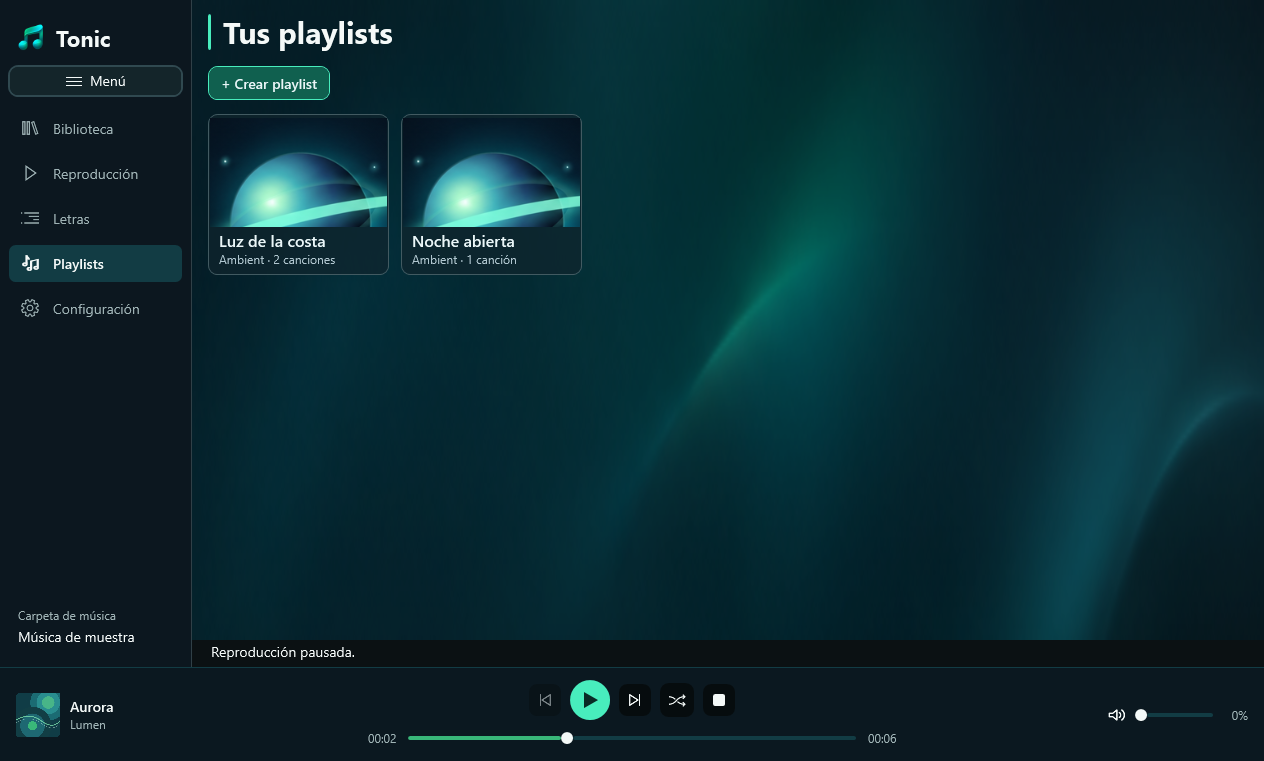 Tonic
Menú
Biblioteca
Reproducción
Letras
Playlists
Configuración
Carpeta de música
Música de muestra
Tus playlists
+ Crear playlist
Luz de la costa
Ambient · 2 canciones
Noche abierta
Ambient · 1 canción
Reproducción pausada.
Aurora
Lumen
00:02
00:06
0%